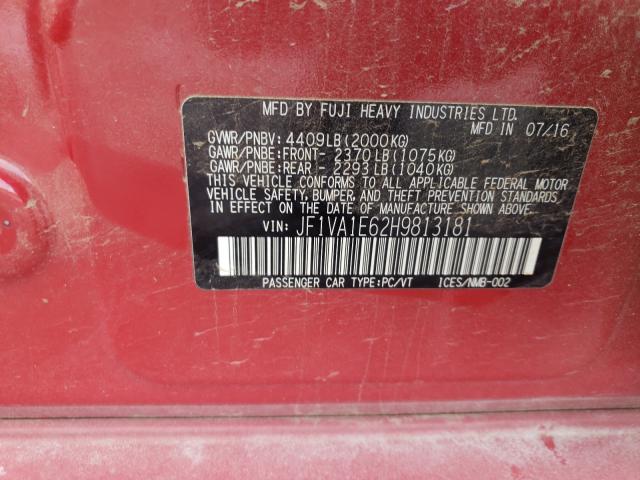 MFD BY FUJI HEAVY INDUSTRIES LTD.
MFD IN 07/16
GVWR/PNBV: 4409LB(2000KG)
GAWR/PNBE:FRONT- 2370LB(1075KG)
GAWR/PNBE:REAR - 2293LB(1040KG)
THIS VEHICLE CONFORMS TO ALL APPLICABLE FEDERAL MOTOR
VEHICLE SAFETY, BUMPER, AND THEFT PREVENTION STANDARDS
IN EFFECT ON THE DATE OF MANUFACTURE SHOWN ABOVE.
VIN: JF1VA1E62H9813181
PASSENGER CAR TYPE:PC/VT ICES/NMB-002